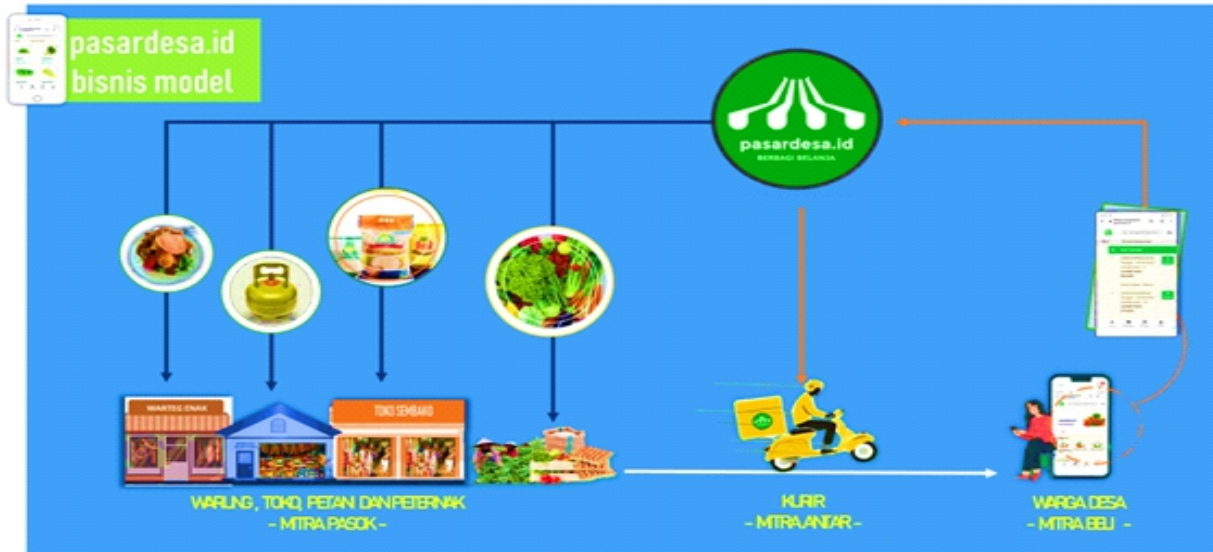 pasardesa.id
bisnis model
pasardesa.id
BERBAGI BELANJA
WARTEG ENAK
TOKO SEMBAKO
WARUNG, TOKO, PETANI DAN PETERNAK
- MITRA PASOK -
KURIR
- MITRA ANTAR -
WARGA DESA
- MITRA BELI -